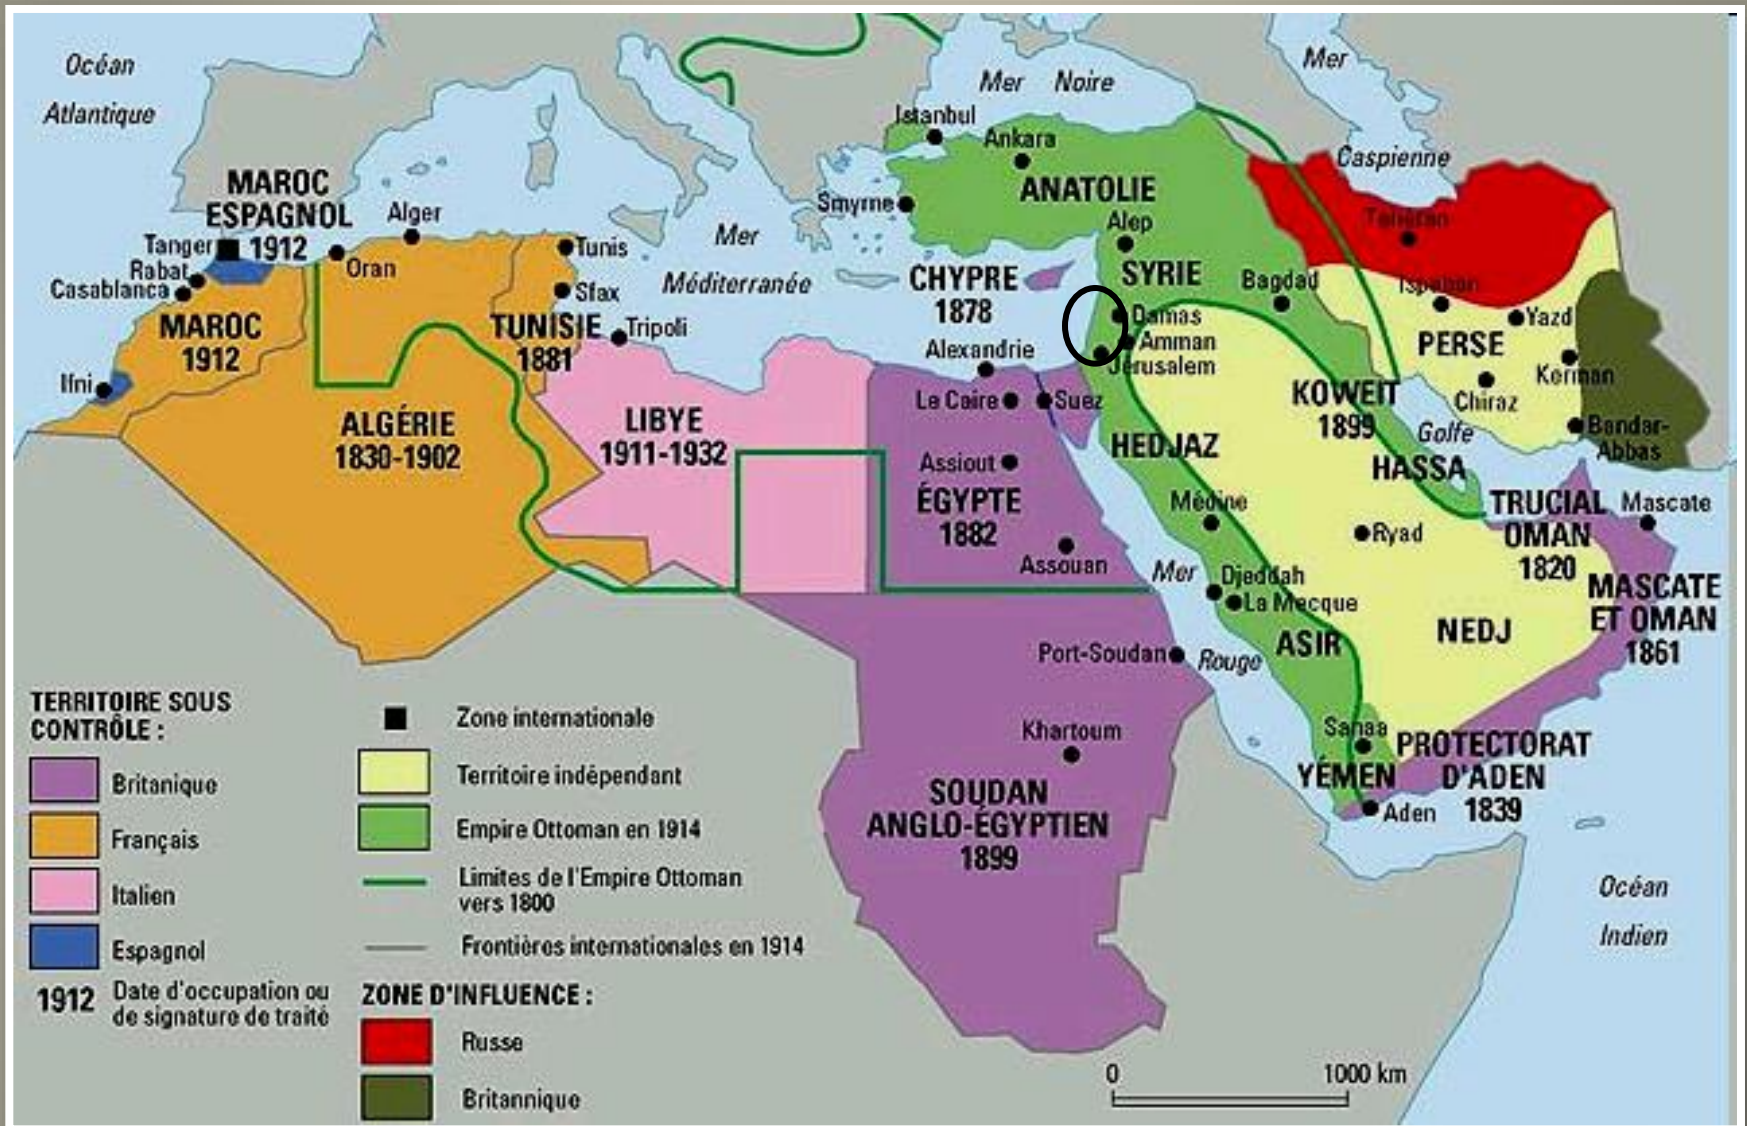 Océan
Atlantique
Mer
Mer Noire
Caspienne
Istanbul
Ankara
ANATOLIE
Smyrne
Alep
SYRIE
MAROC
ESPAGNOL
1912
Alger
Tanger
Oran
Rabat
Casablanca
MAROC
1912
Ifni
Tunis
Sfax
TUNISIE
1881
Tripoli
Mer
Méditerranée
CHYPRE
1878
Alexandrie
Damas
Amman
Jérusalem
Bagdad
Téhéran
Ispahan
Yazd
PERSE
Kerman
Chiraz
Bandar-
Abbas
KOWEIT
1899
Golfe
HASSA
ALGÉRIE
1830-1902
LIBYE
1911-1932
Le Caire
Suez
Assiout
ÉGYPTE
1882
Assouan
HEDJAZ
Médine
Ryad
TRUCIAL
OMAN
1820
Mascate
MASCATE
ET OMAN
1861
Mer
Rouge
Djeddah
La Mecque
ASIR
NEDJ
Port-Soudan
Khartoum
SOUDAN
ANGLO-ÉGYPTIEN
1899
Sanaa
YÉMEN
PROTECTORAT
D'ADEN
1839
Aden
Océan
Indien
TERRITOIRE SOUS
CONTRÔLE :
Britanique
Français
Italien
Espagnol
1912 Date d'occupation ou
de signature de traité
Zone internationale
Territoire indépendant
Empire Ottoman en 1914
Limites de l'Empire Ottoman
vers 1800
Frontières internationales en 1914
ZONE D'INFLUENCE :
Russe
Britannique
0 1000 km